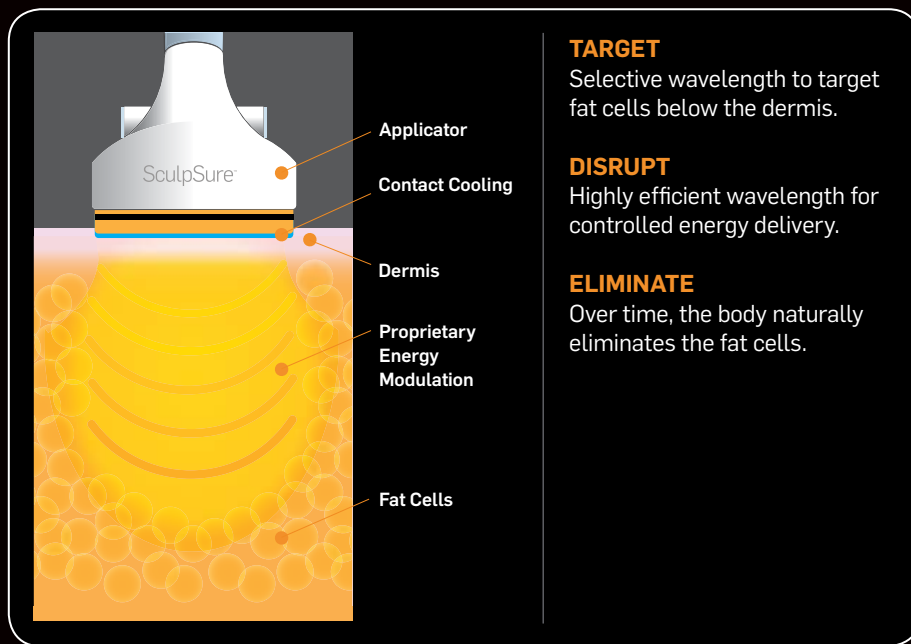 SculpSure
Applicator
Contact Cooling
Dermis
Proprietary
Energy
Modulation
Fat Cells
TARGET
Selective wavelength to target
fat cells below the dermis.
DISRUPT
Highly efficient wavelength for
controlled energy delivery.
ELIMINATE
Over time, the body naturally
eliminates the fat cells.